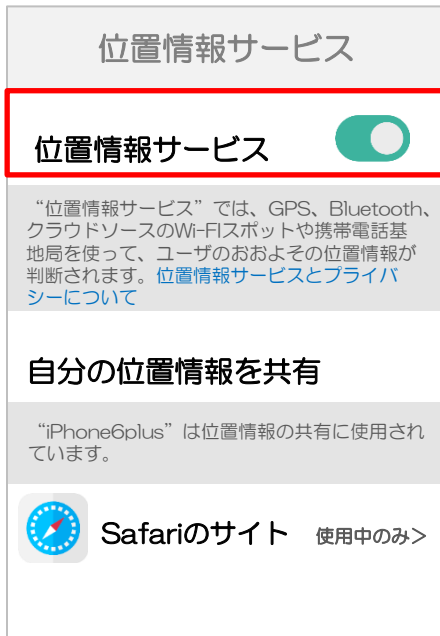 位置情報サービス
位置情報サービス
“位置情報サービス”では、GPS、Bluetooth、
クラウドソースのWi-FIスポットや携帯電話基
地局を使って、ユーザのおおよその位置情報が
判断されます。位置情報サービスとプライバ
シーについて
自分の位置情報を共有
“iPhone6plus”は位置情報の共有に使用され
ています。
Safariのサイト 使用中のみ＞